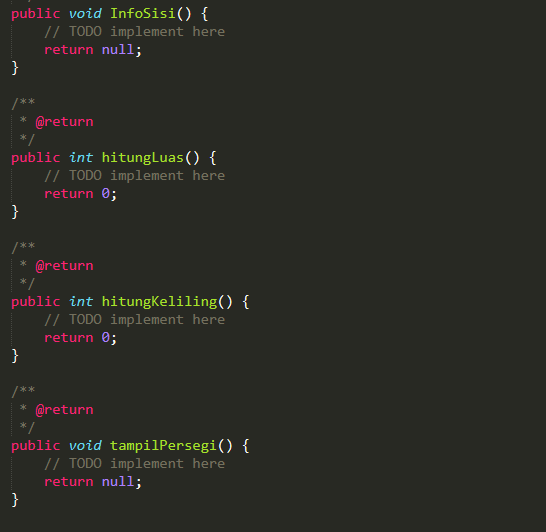 public void InfoSisi() {
// TODO implement here
return null;
}
/**
* @return
*/
public int hitungLuas() {
// TODO implement here
return 0;
}
/**
* @return
*/
public int hitungKeliling() {
// TODO implement here
return 0;
}
/**
* @return
*/
public void tampilPersegi() {
// TODO implement here
return null;
}